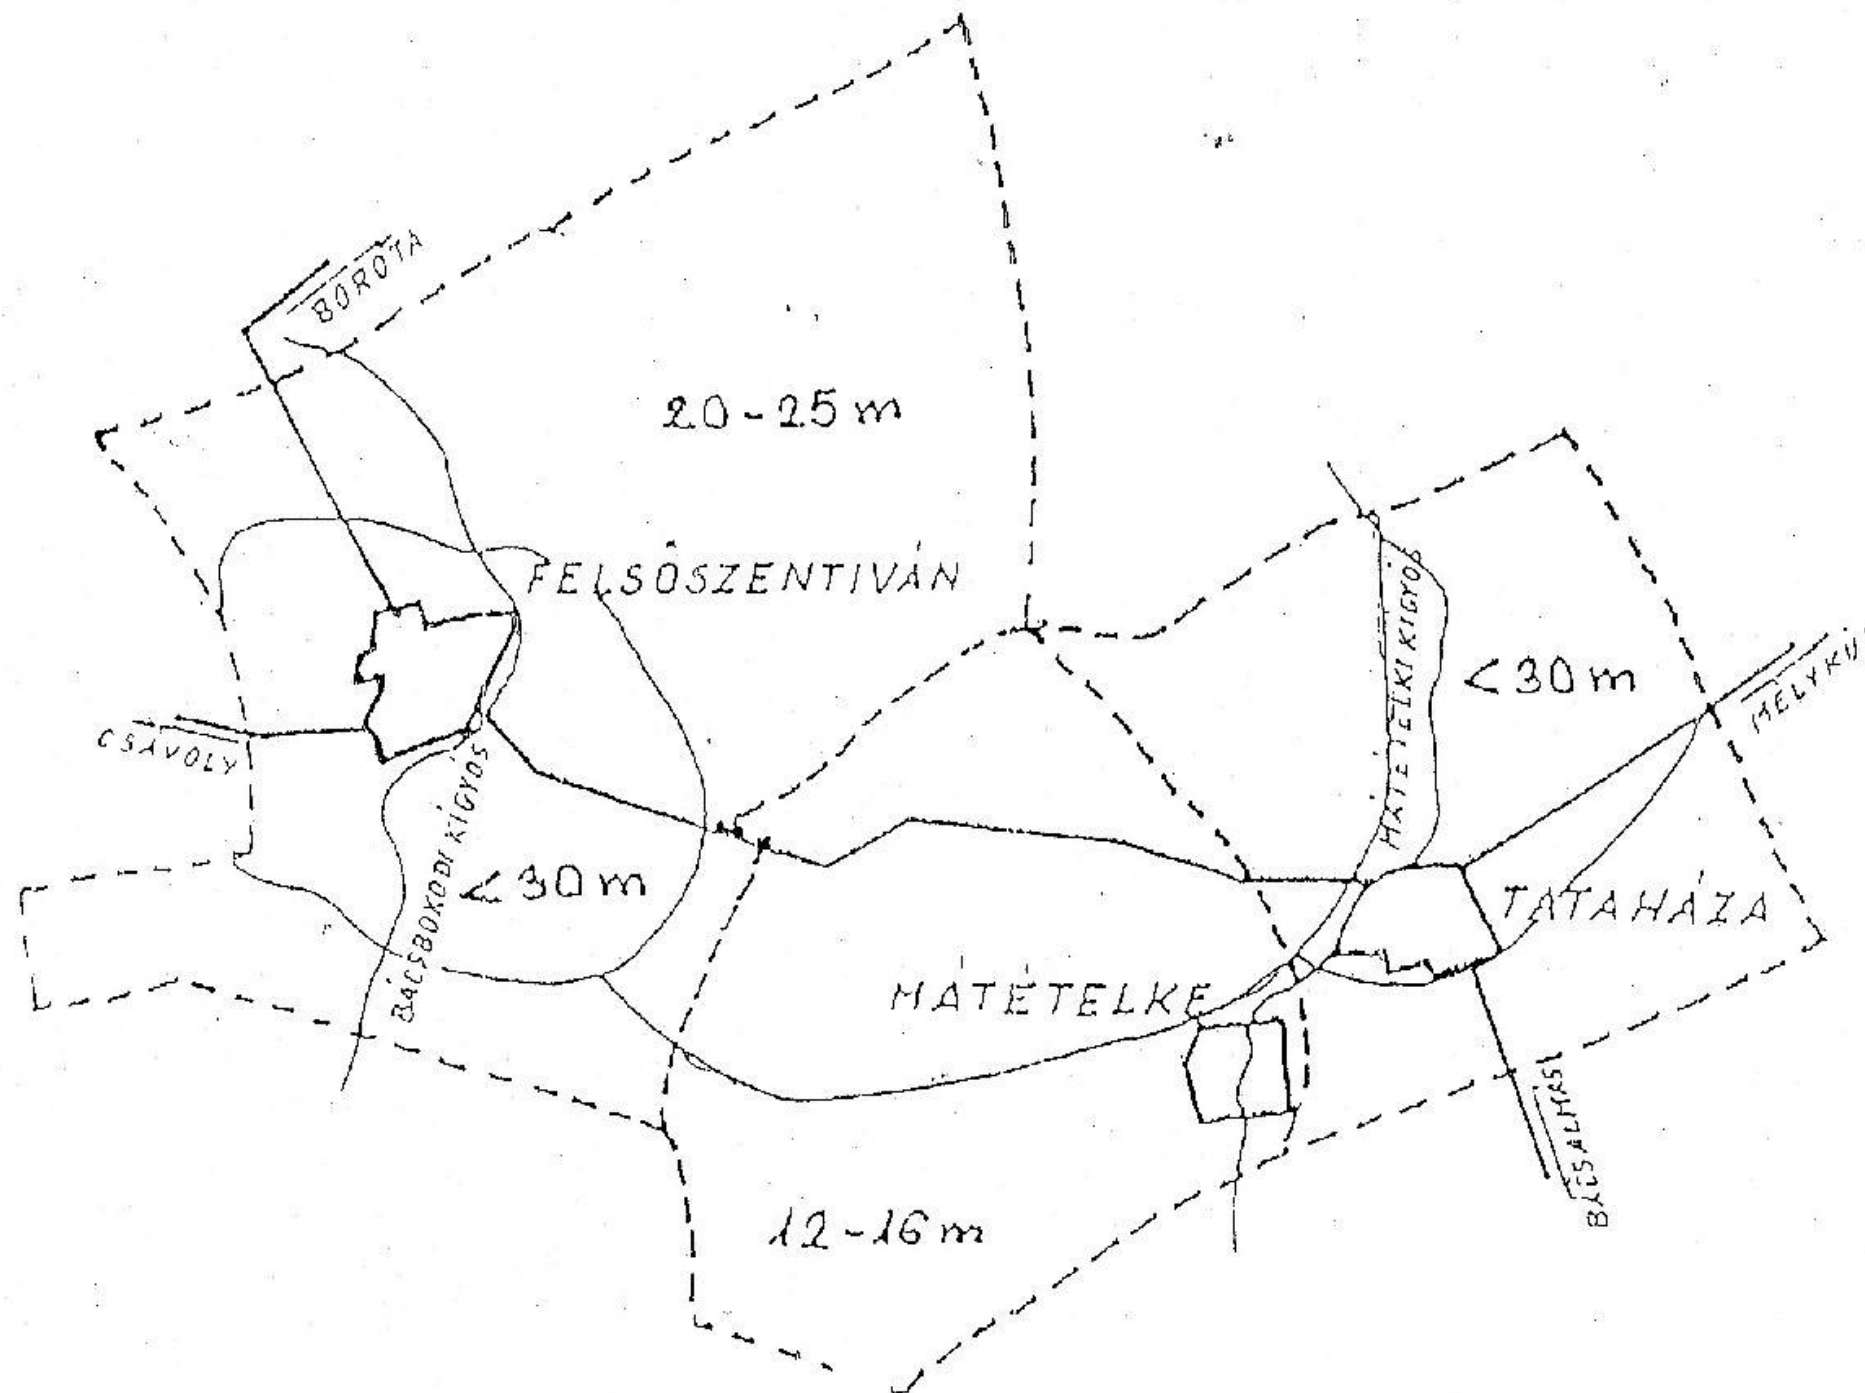 BOROTA
20-25 m
FELSŐSZENTIVÁN
MÁTÉTELKI KIGYÓS
<30 m
MÉLYKÚ
CSÁVOLY
BÁCSBOKODI KIGYÓS
<30 m
TATAHÁZA
MÁTÉTELKE
BÁCSALMÁS
12-16 m